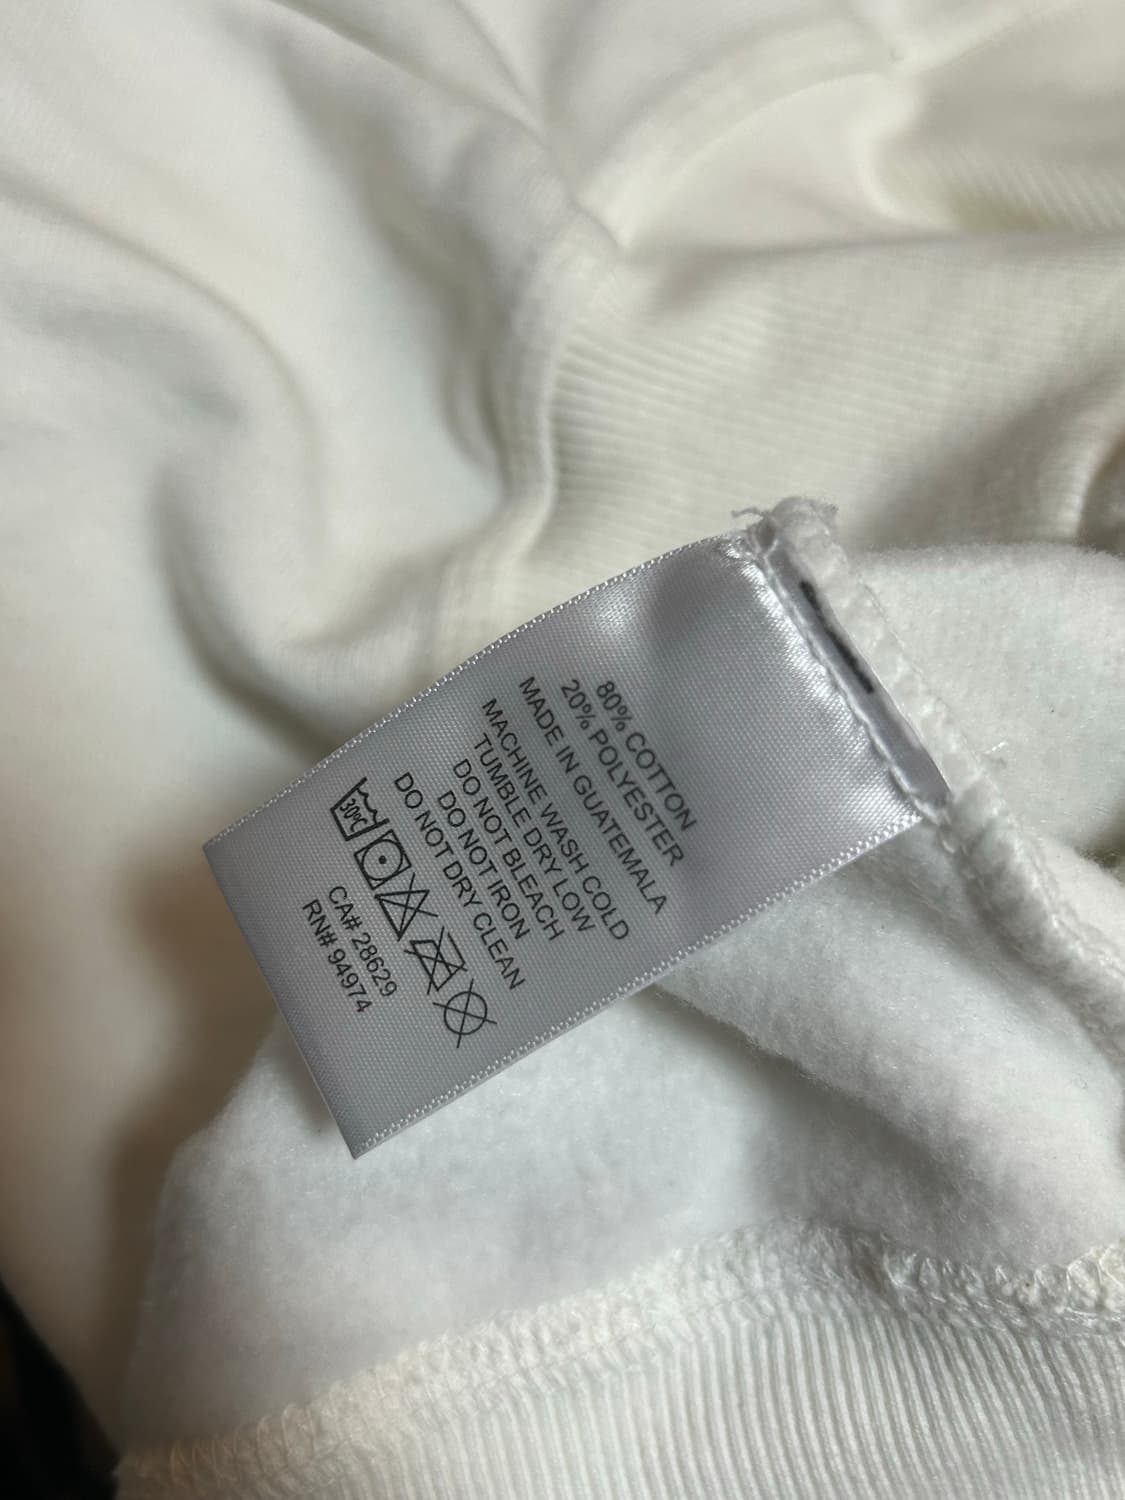 80% COTTON
20% POLYESTER
MADE IN GUATEMALA
MACHINE WASH COLD
TUMBLE DRY LOW
DO NOT BLEACH
DO NOT IRON
DO NOT DRY CLEAN
30°C
CA# 28629
RN# 94974